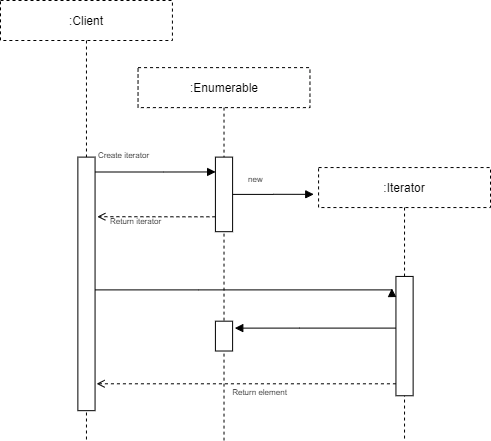 :Client
:Enumerable
Create iterator
new
:Iterator
Return iterator
Return element